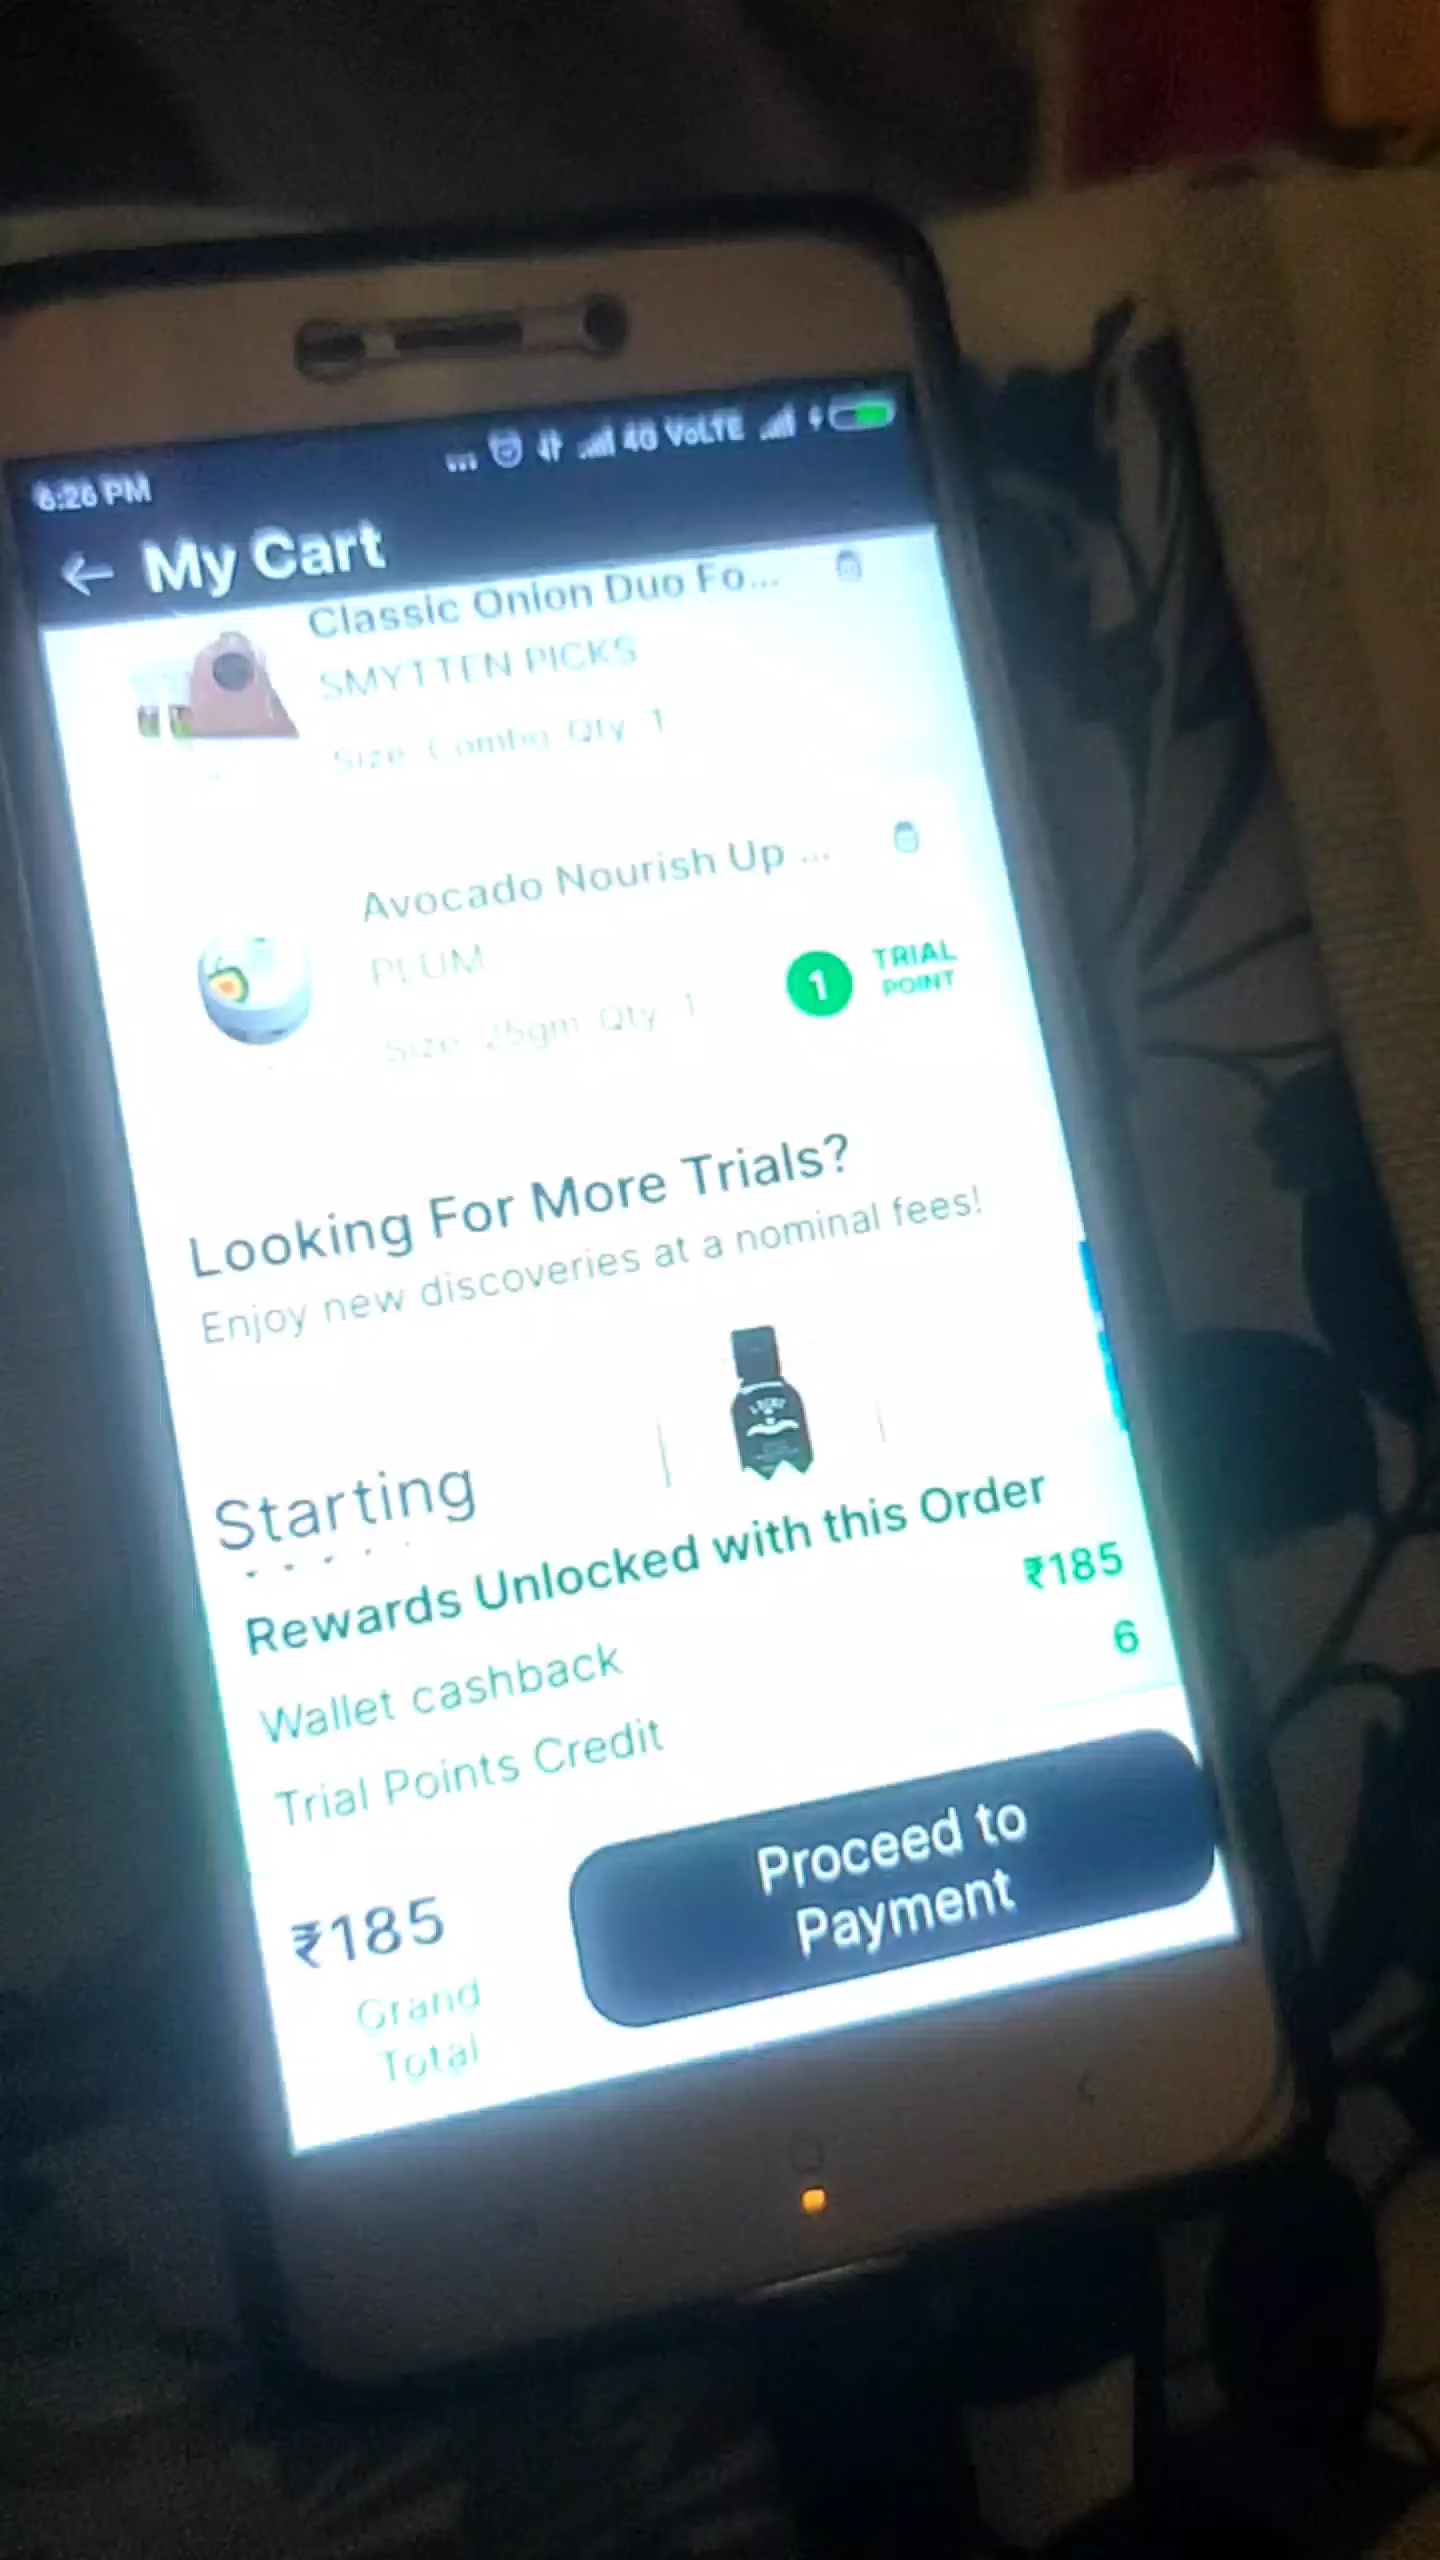 6:26 PM
... 4G VoLTE
← My Cart
Classic Onion Duo Fo...
SMYTTEN PICKS
Size Combo Qty 1
Avocado Nourish Up ...
PLUM
Size 25gm Qty 1
1
TRIAL
POINT
Looking For More Trials?
Enjoy new discoveries at a nominal fees!
Starting
Rewards Unlocked with this Order
Wallet cashback ₹185
Trial Points Credit 6
₹185
Grand
Total
Proceed to
Payment